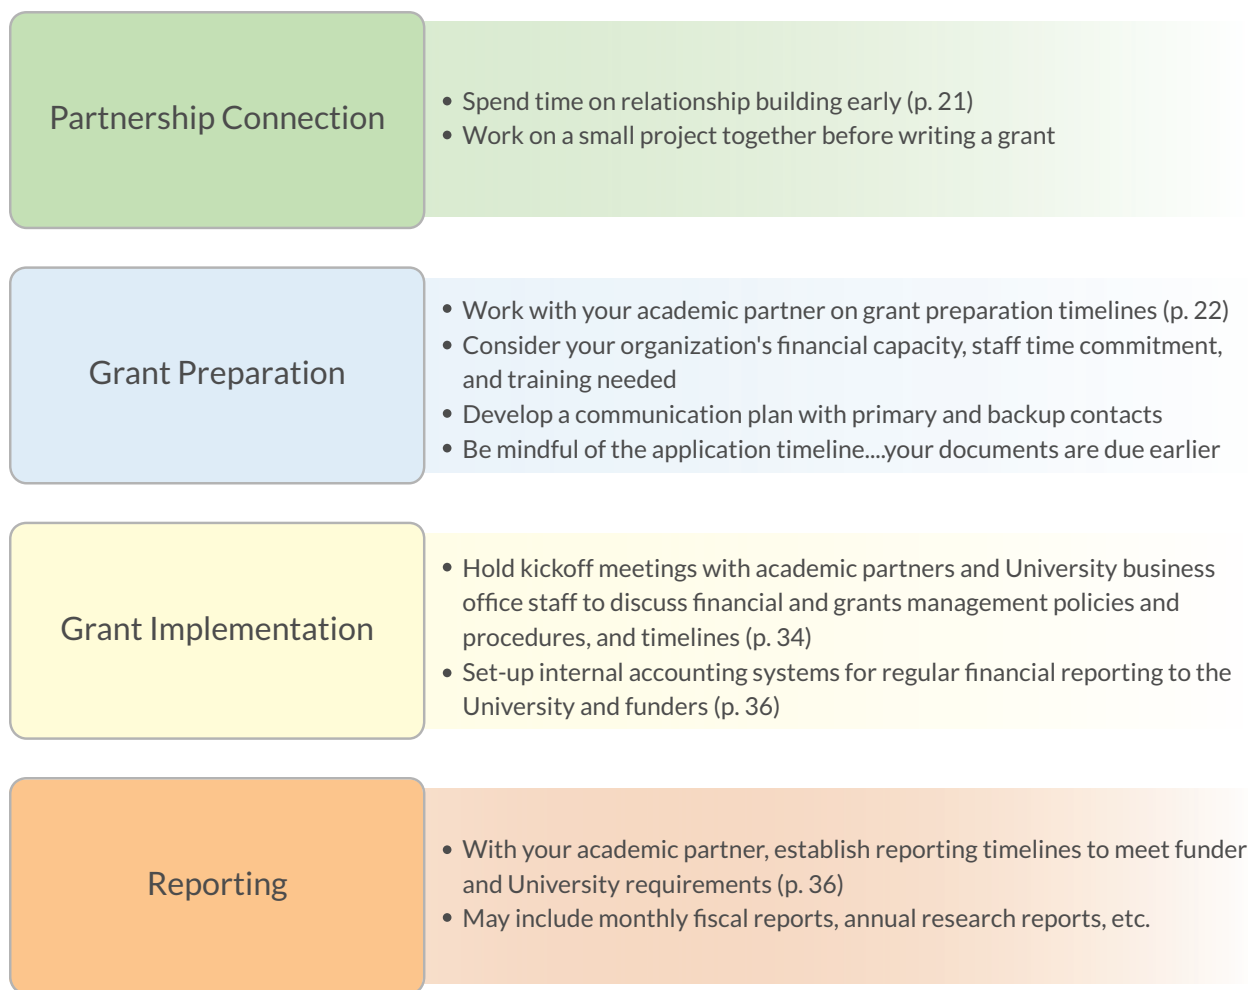 Partnership Connection
• Spend time on relationship building early (p. 21)
• Work on a small project together before writing a grant
Grant Preparation
• Work with your academic partner on grant preparation timelines (p. 22)
• Consider your organization's financial capacity, staff time commitment,
and training needed
• Develop a communication plan with primary and backup contacts
• Be mindful of the application timeline....your documents are due earlier
Grant Implementation
• Hold kickoff meetings with academic partners and University business
office staff to discuss financial and grants management policies and
procedures, and timelines (p. 34)
• Set-up internal accounting systems for regular financial reporting to the
University and funders (p. 36)
Reporting
• With your academic partner, establish reporting timelines to meet funder
and University requirements (p. 36)
• May include monthly fiscal reports, annual research reports, etc.